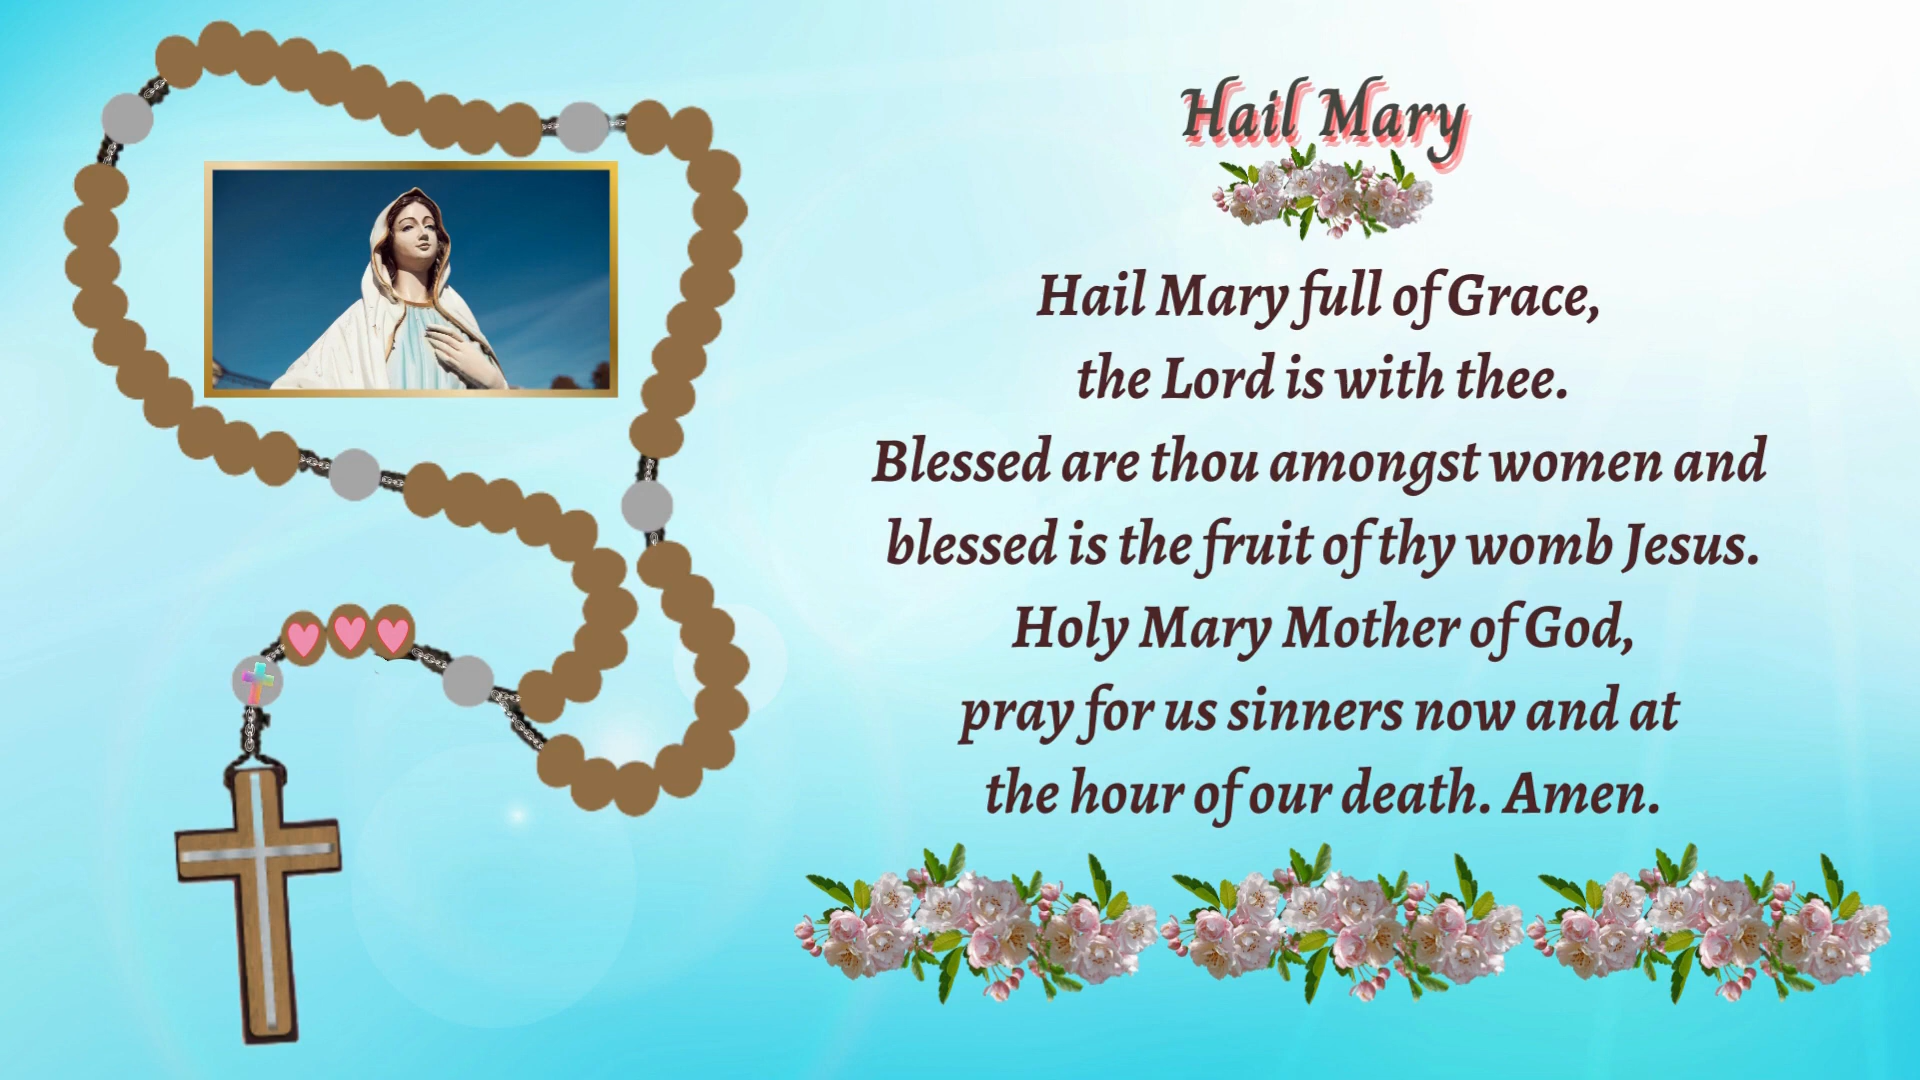 Hail Mary
Hail Mary full of Grace,
the Lord is with thee.
Blessed are thou amongst women and
blessed is the fruit of thy womb Jesus.
Holy Mary Mother of God,
pray for us sinners now and at
the hour of our death. Amen.